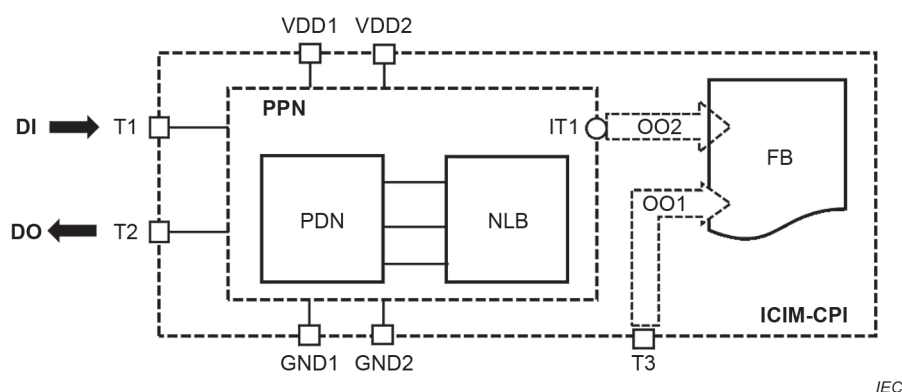 VDD1 VDD2
PPN
DI T1
IT1 OO2
FB
OO1
PDN NLB
DO T2
ICIM-CPI
GND1 GND2 T3
IEC